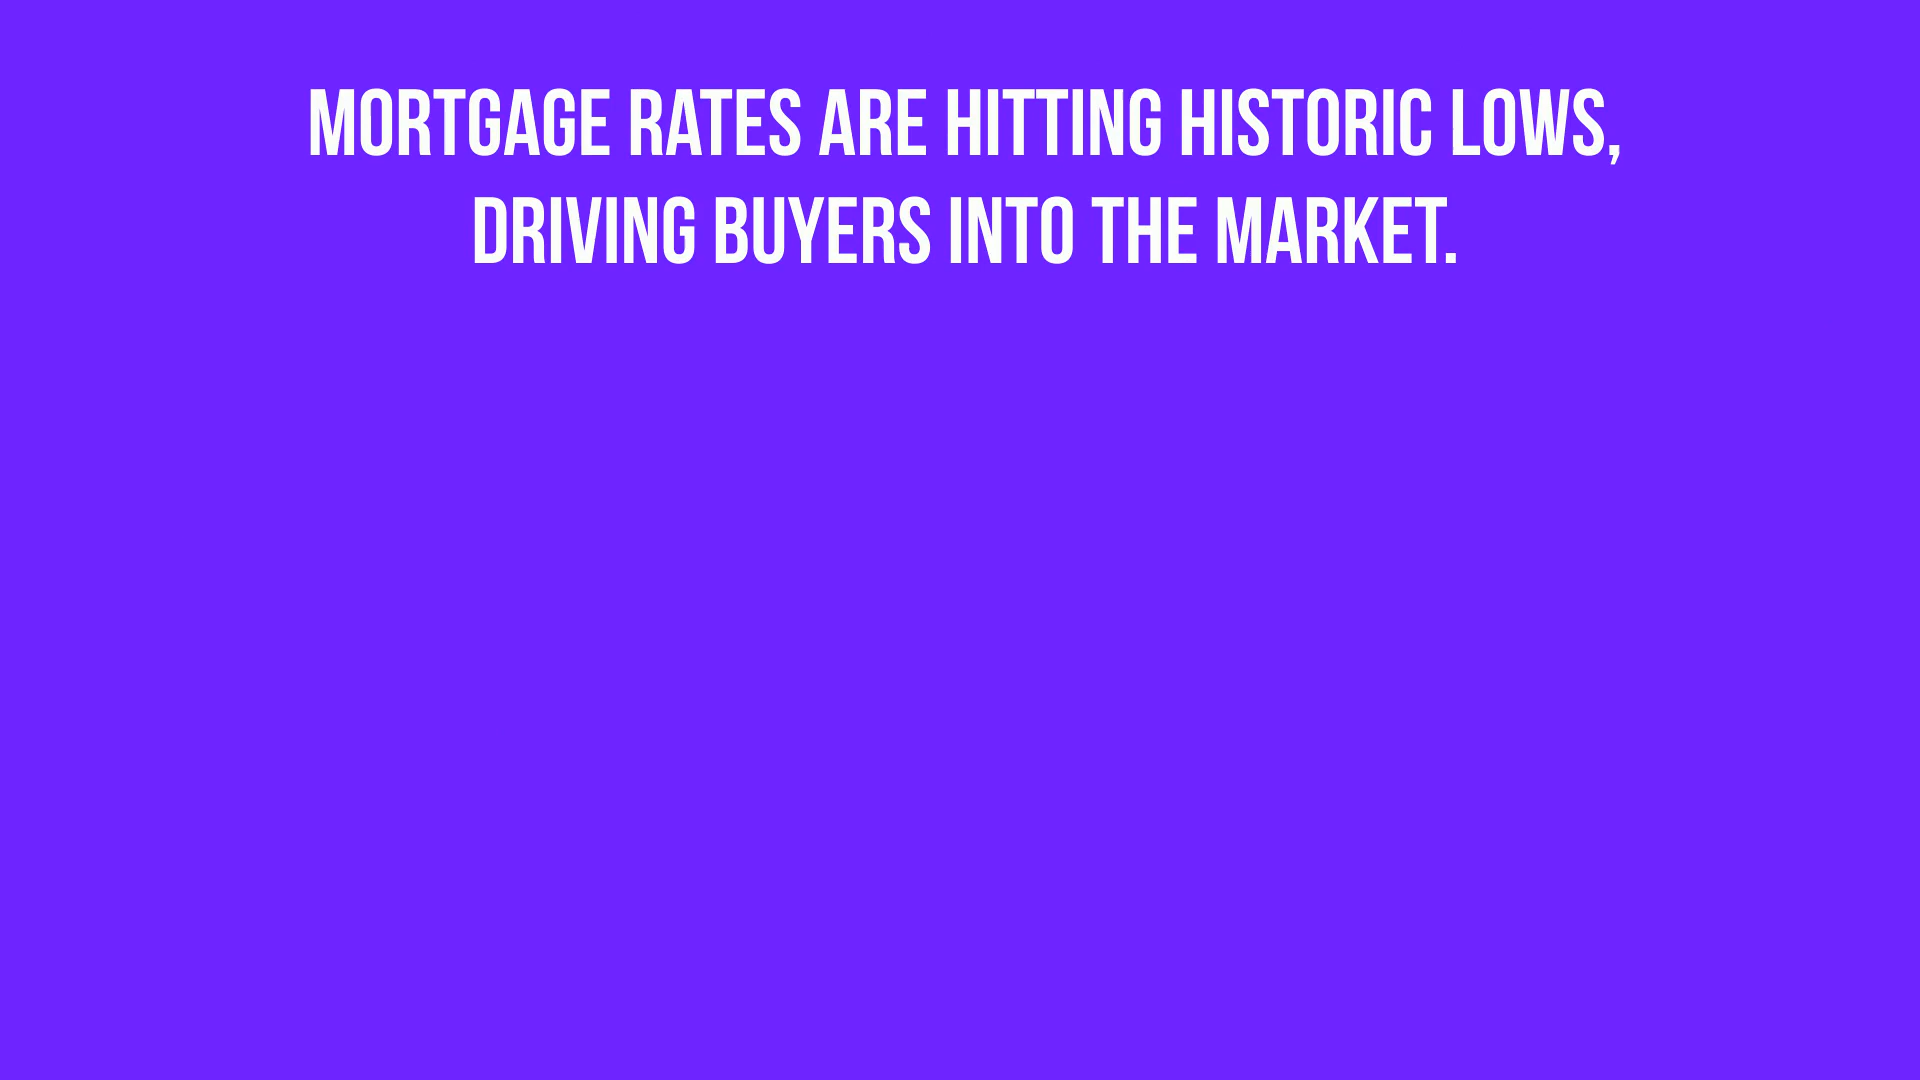 MORTGAGE RATES ARE HITTING HISTORIC LOWS,
DRIVING BUYERS INTO THE MARKET.